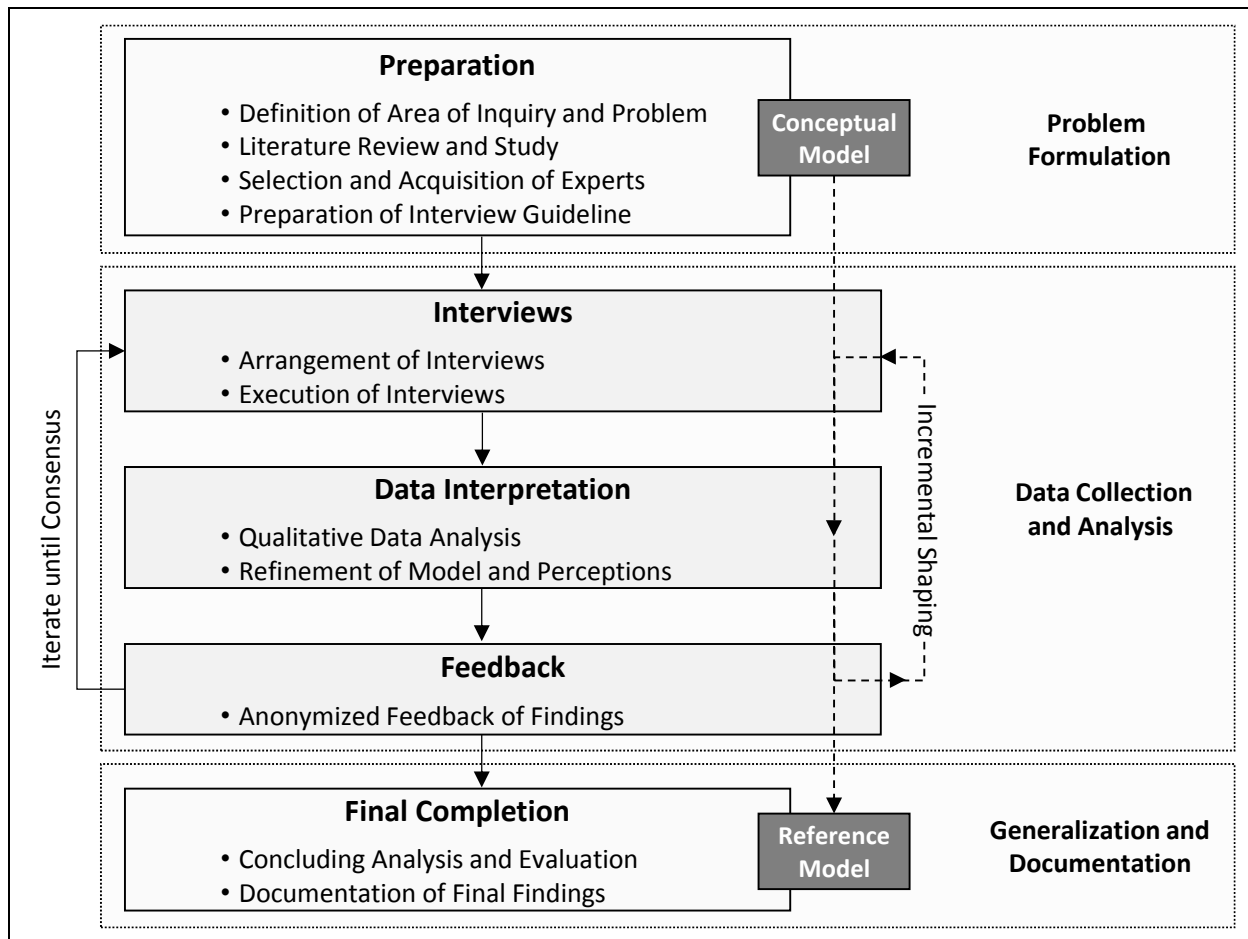 Preparation
• Definition of Area of Inquiry and Problem
• Literature Review and Study
• Selection and Acquisition of Experts
• Preparation of Interview Guideline
Conceptual
Model
Problem
Formulation
Interviews
• Arrangement of Interviews
• Execution of Interviews
Data Interpretation
• Qualitative Data Analysis
• Refinement of Model and Perceptions
Feedback
• Anonymized Feedback of Findings
Iterate until Consensus
Incremental Shaping
Data Collection
and Analysis
Final Completion
• Concluding Analysis and Evaluation
• Documentation of Final Findings
Reference
Model
Generalization and
Documentation